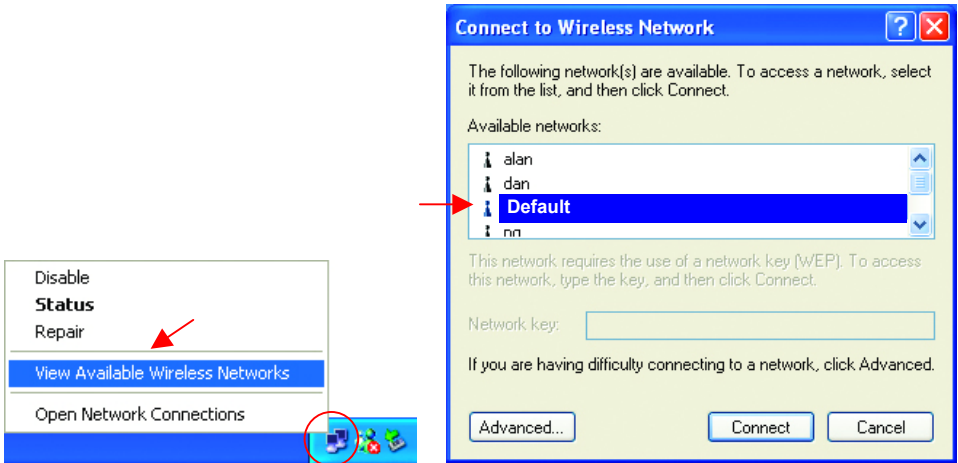 Disable
Status
Repair
View Available Wireless Networks
Open Network Connections
Connect to Wireless Network
?
The following network(s) are available. To access a network, select
it from the list, and then click Connect.
Available networks:
alan
dan
Default
This network requires the use of a network key (WEP). To access
this network, type the key, and then click Connect.
Network key:
If you are having difficulty connecting to a network, click Advanced.
Advanced...
Connect
Cancel